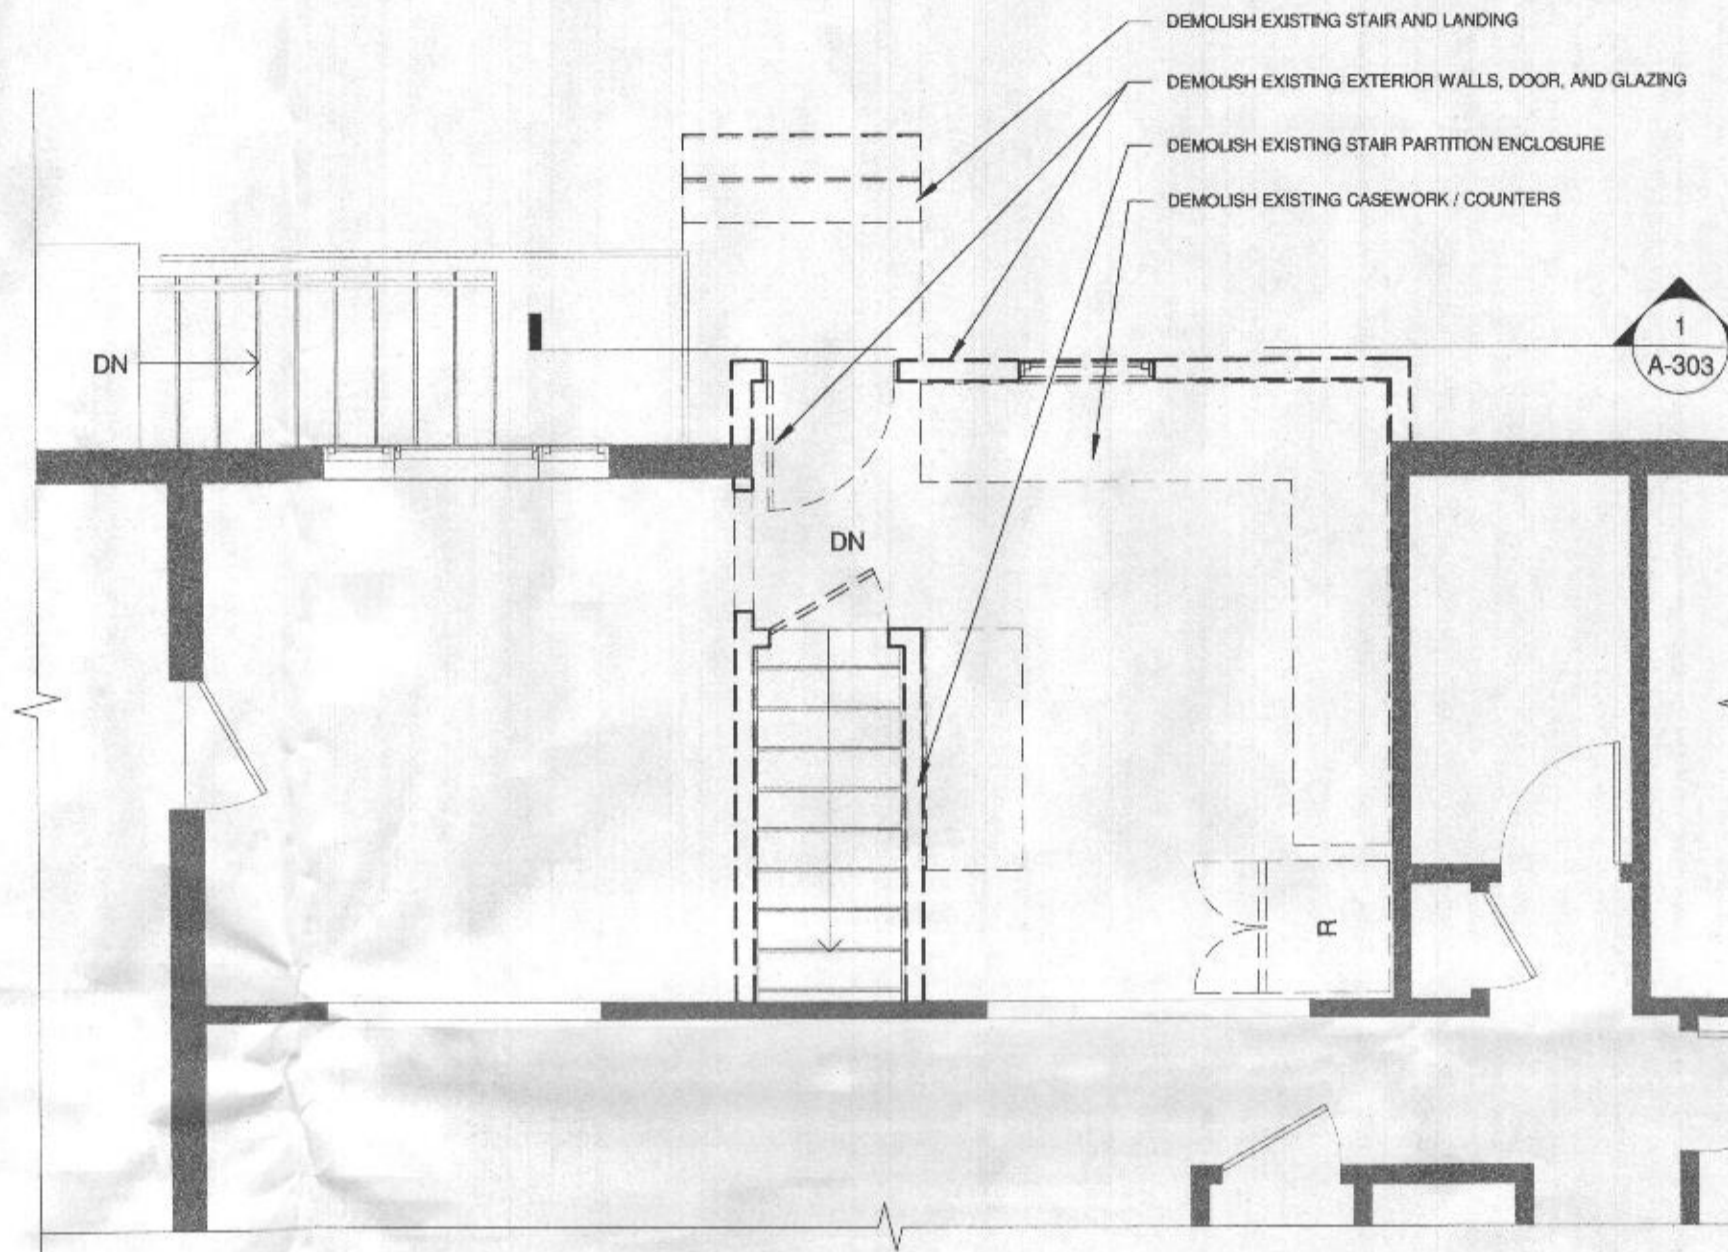 DEMOLISH EXISTING STAIR AND LANDING
DEMOLISH EXISTING EXTERIOR WALLS, DOOR, AND GLAZING
DEMOLISH EXISTING STAIR PARTITION ENCLOSURE
DEMOLISH EXISTING CASEWORK / COUNTERS
1
A-303
DN
DN
R